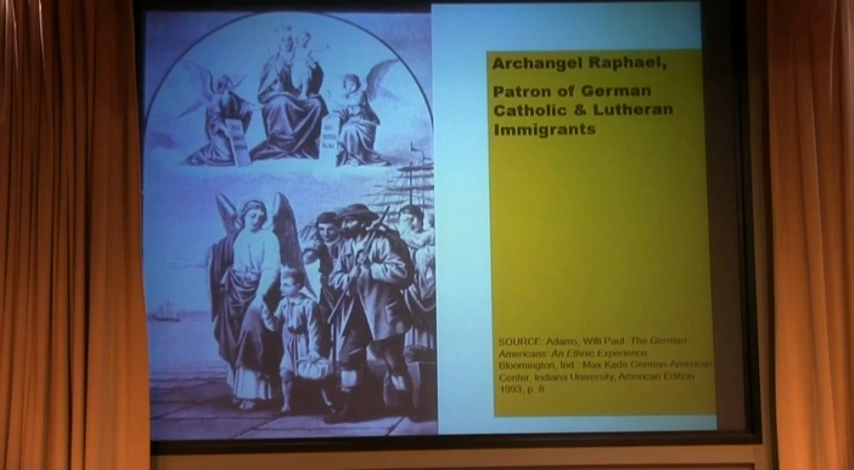 Archangel Raphael,
Patron of German
Catholic & Lutheran
Immigrants
SOURCE: Adams, Willi Paul. The German-
Americans: An Ethnic Experience.
Bloomington, Ind.: Max Kade German-American
Center, Indiana University, American Edition
1993, p. 8.